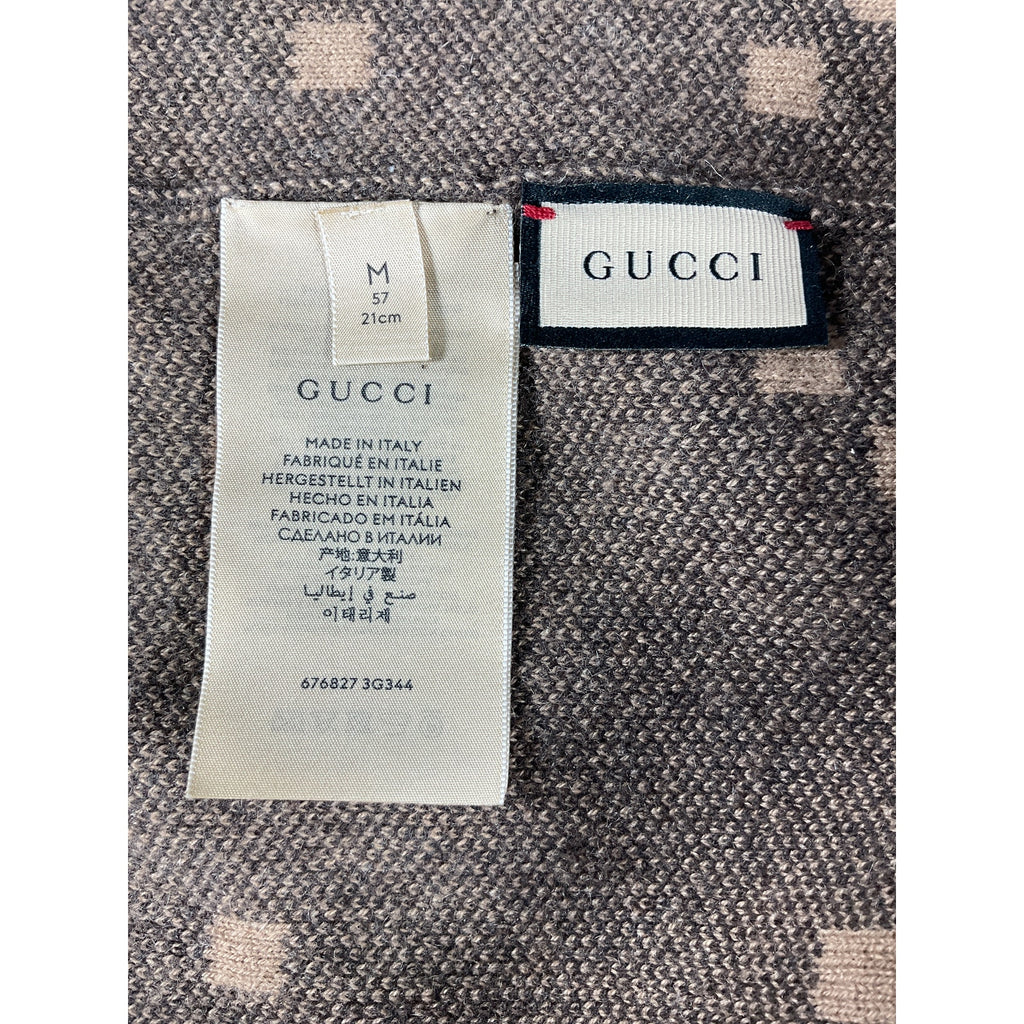 M
57
21cm
GUCCI
MADE IN ITALY
FABRIQUÉ EN ITALIE
HERGESTELLT IN ITALIEN
HECHO EN ITALIA
FABRICADO EM ITÁLIA
СДЕЛАНО В ИТАЛИИ
产地:意大利
イタリア製
صنع في إيطاليا
이태리제
676827 3G344
GUCCI